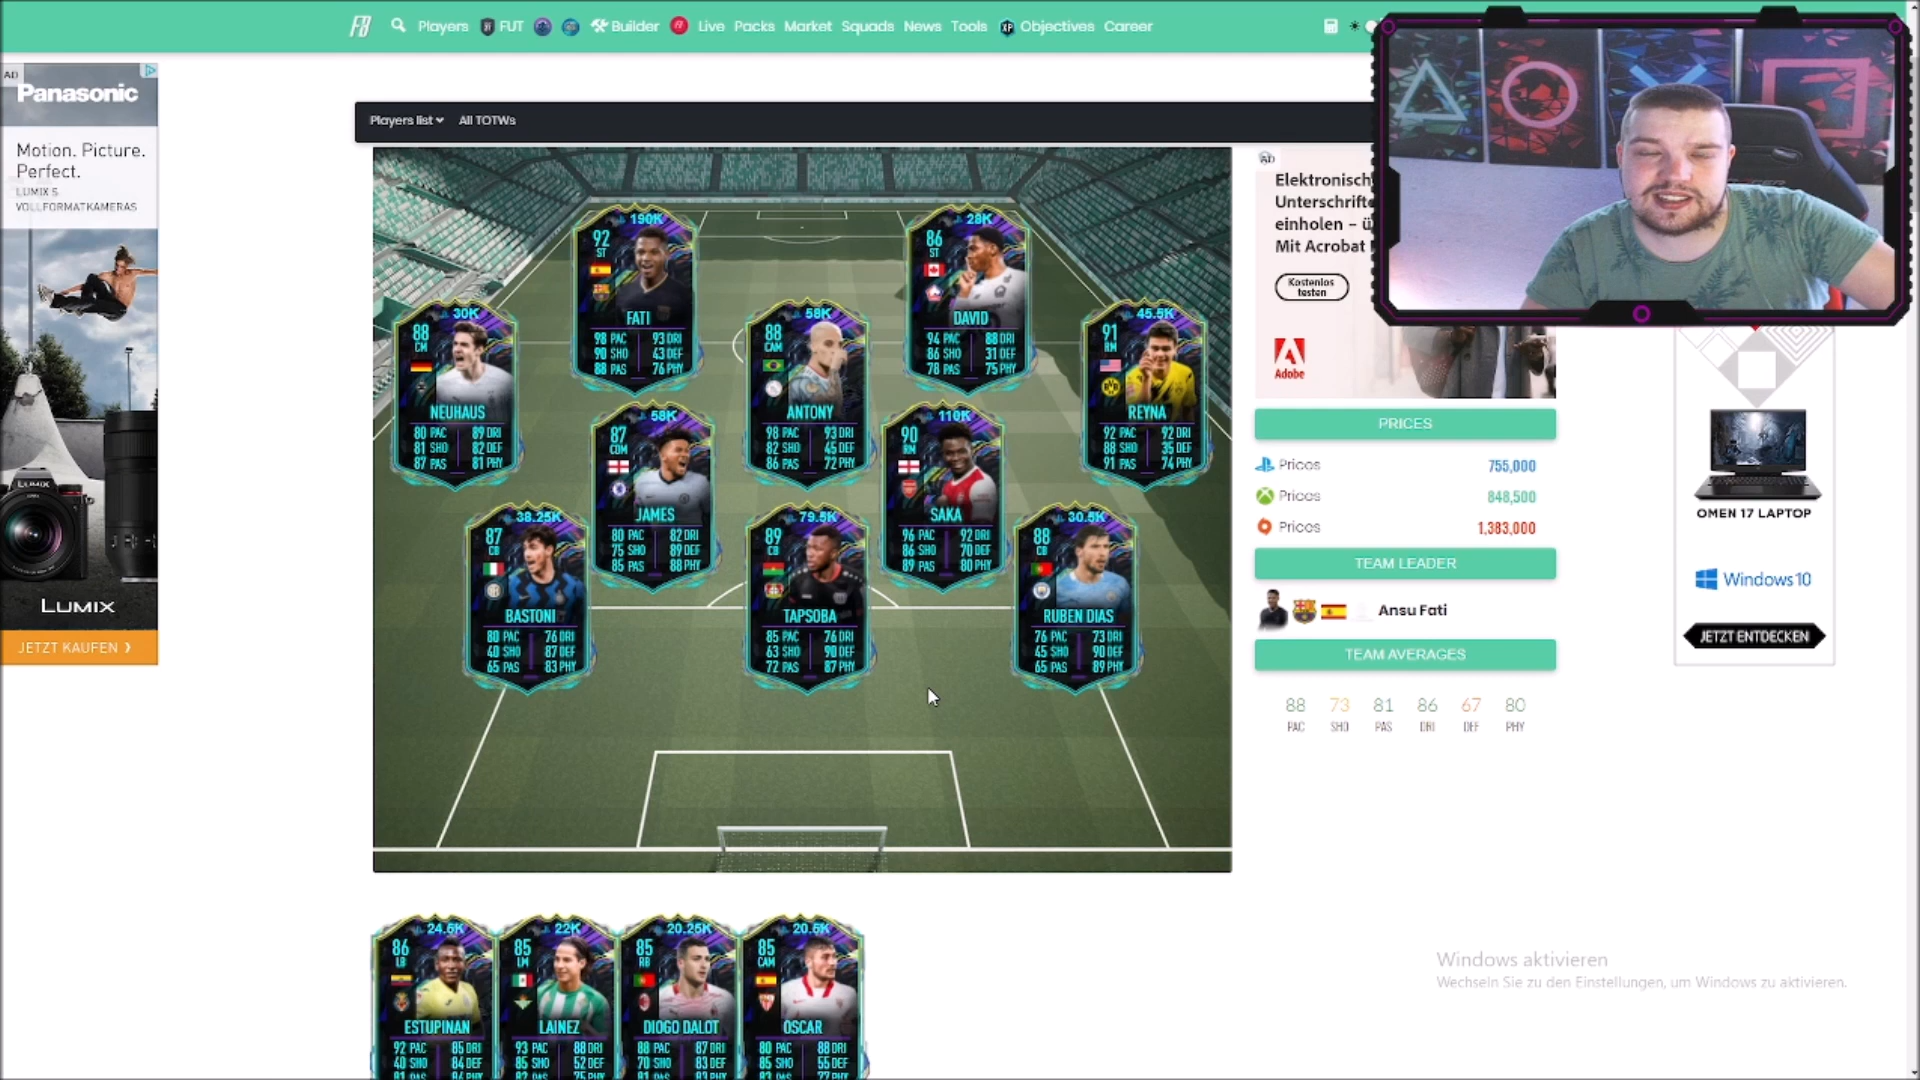 Players FUT Builder Live Packs Market Squads News Tools Objectives Career
AD
Panasonic
Motion. Picture.
Perfect.
LUMIX S
VOLLFORMATKAMERAS
LUMIX
JETZT KAUFEN
Players list All TOTWs
190K
92
ST
FATI
98 PAC 93 DRI
90 SHO 43 DEF
88 PAS 76 PHY
28K
86
ST
DAVID
94 PAC 88 DRI
86 SHO 31 DEF
78 PAS 75 PHY
30K
88
CM
NEUHAUS
80 PAC 89 DRI
81 SHO 82 DEF
87 PAS 81 PHY
58K
88
CAM
ANTONY
98 PAC 93 DRI
82 SHO 45 DEF
86 PAS 72 PHY
45.5K
91
RM
REYNA
92 PAC 92 DRI
88 SHO 35 DEF
91 PAS 74 PHY
58K
87
CDM
JAMES
80 PAC 82 DRI
75 SHO 89 DEF
85 PAS 88 PHY
110K
90
RM
SAKA
96 PAC 92 DRI
86 SHO 70 DEF
89 PAS 80 PHY
38.25K
87
CB
BASTONI
80 PAC 76 DRI
40 SHO 87 DEF
65 PAS 83 PHY
79.5K
89
CB
TAPSOBA
85 PAC 76 DRI
63 SHO 90 DEF
72 PAS 87 PHY
30.5K
88
CB
RUBEN DIAS
76 PAC 73 DRI
45 SHO 90 DEF
65 PAS 89 PHY
24.5K
86
LB
ESTUPINAN
92 PAC 85 DRI
40 SHO 84 DEF
22K
85
LM
LAINEZ
93 PAC 88 DRI
85 SHO 52 DEF
20.25K
85
RB
DIOGO DALOT
88 PAC 87 DRI
70 SHO 83 DEF
20.5K
85
CAM
OSCAR
80 PAC 88 DRI
85 SHO 55 DEF
AD
Elektronisch
Unterschrifte
einholen – ü
Mit Acrobat
Kostenlos
testen
Adobe
PRICES
Prices 755,000
Prices 848,500
Prices 1,383,000
TEAM LEADER
Ansu Fati
TEAM AVERAGES
88 73 81 86 67 80
PAC SHO PAS DRI DEF PHY
OMEN 17 LAPTOP
Windows 10
JETZT ENTDECKEN
Windows aktivieren
Wechseln Sie zu den Einstellungen, um Windows zu aktivieren.